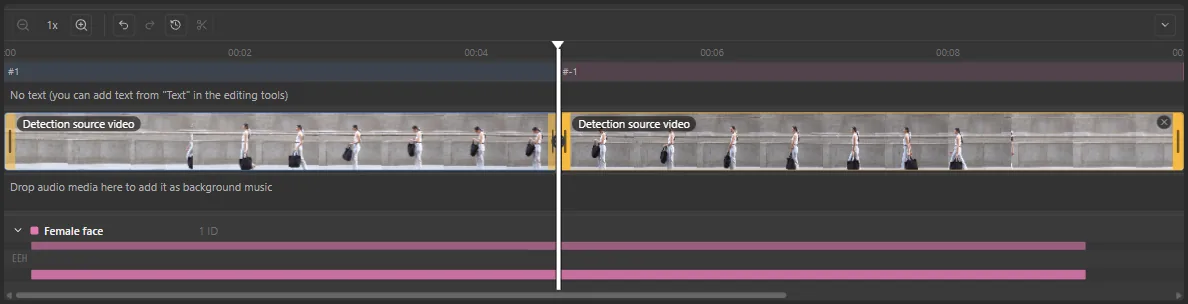 1x
:00 00:02 00:04 00:06 00:08 00
#1 #-1
No text (you can add text from "Text" in the editing tools)
Detection source video Detection source video
Drop audio media here to add it as background music
Female face 1 ID
EEH